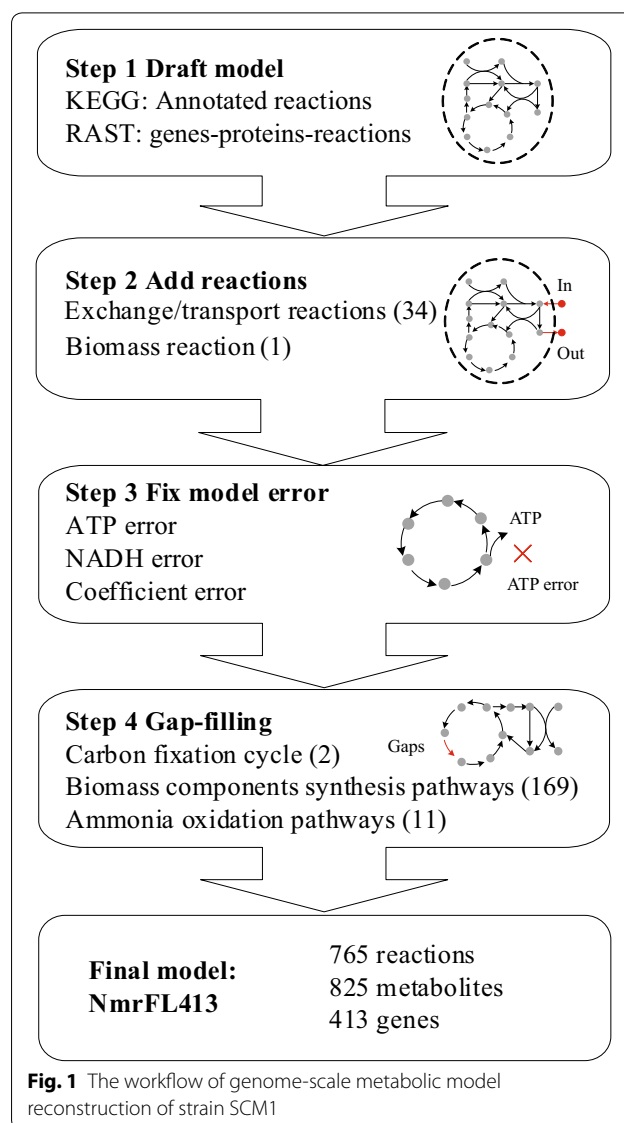 Step 1 Draft model
KEGG: Annotated reactions
RAST: genes-proteins-reactions
Step 2 Add reactions
Exchange/transport reactions (34)
Biomass reaction (1)
In
Out
Step 3 Fix model error
ATP error
NADH error
Coefficient error
ATP
ATP error
Step 4 Gap-filling
Gaps
Carbon fixation cycle (2)
Biomass components synthesis pathways (169)
Ammonia oxidation pathways (11)
Final model:
NmrFL413
765 reactions
825 metabolites
413 genes
Fig. 1 The workflow of genome-scale metabolic model
reconstruction of strain SCM1